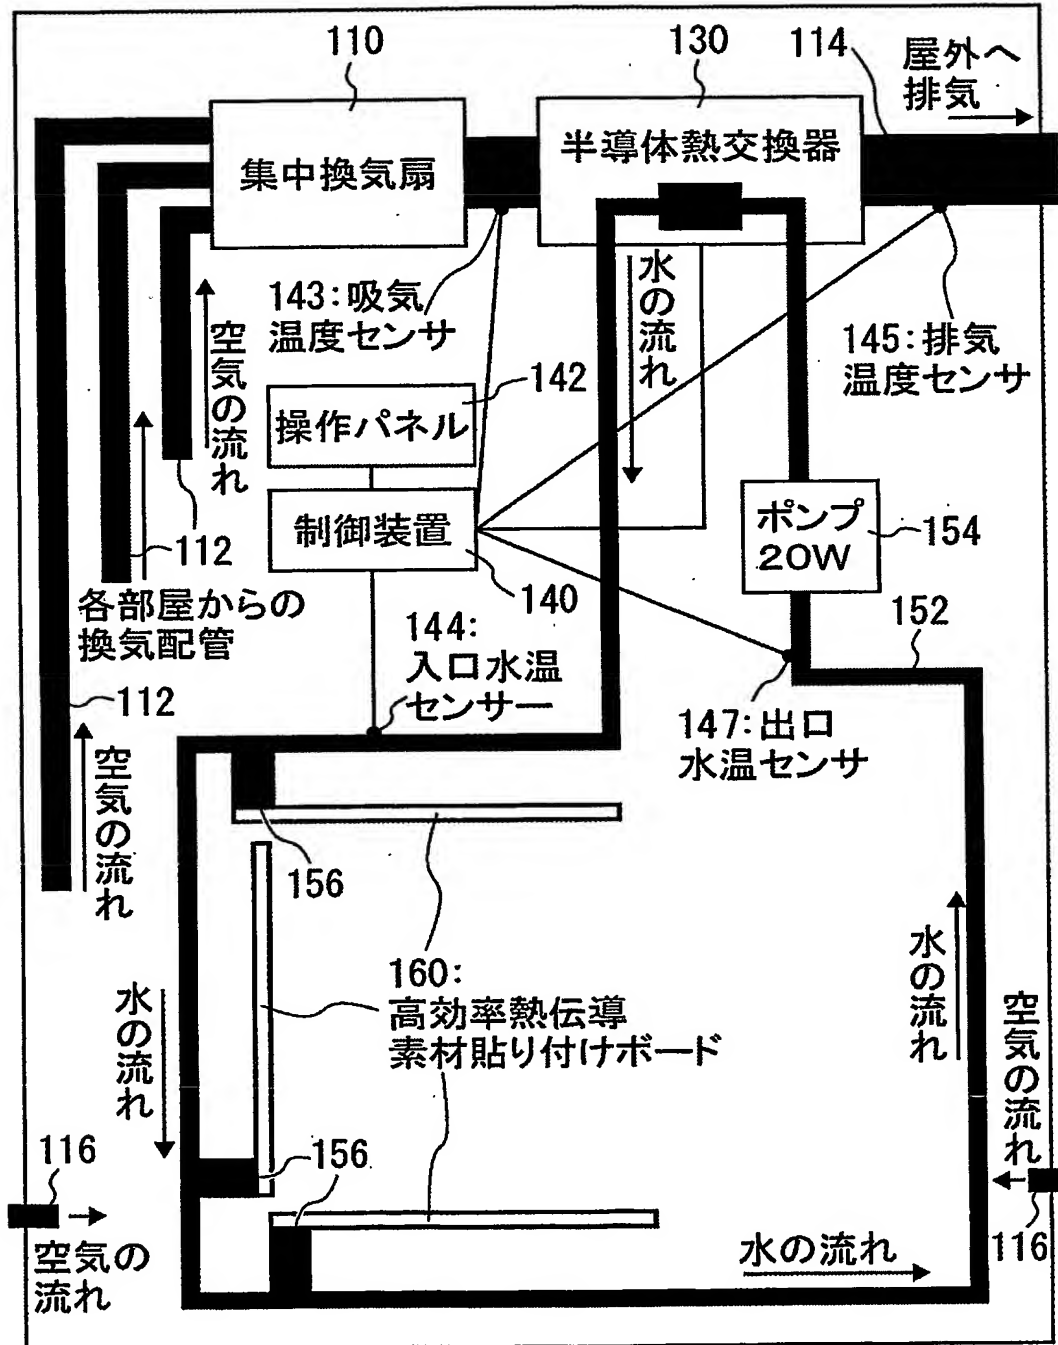 110
130
114
屋外へ
排気
集中換気扇
半導体熱交換器
143:吸気
温度センサ
水の流れ
145:排気
温度センサ
空気の流れ
142
操作パネル
制御装置
140
ポンプ
20W
154
112
各部屋からの
換気配管
144:
入口水温
センサー
152
112
147:出口
水温センサ
空気の流れ
156
160:
高効率熱伝導
素材貼り付けボード
水の流れ
水の流れ
空気の流れ
116
156
空気の
流れ
水の流れ
116